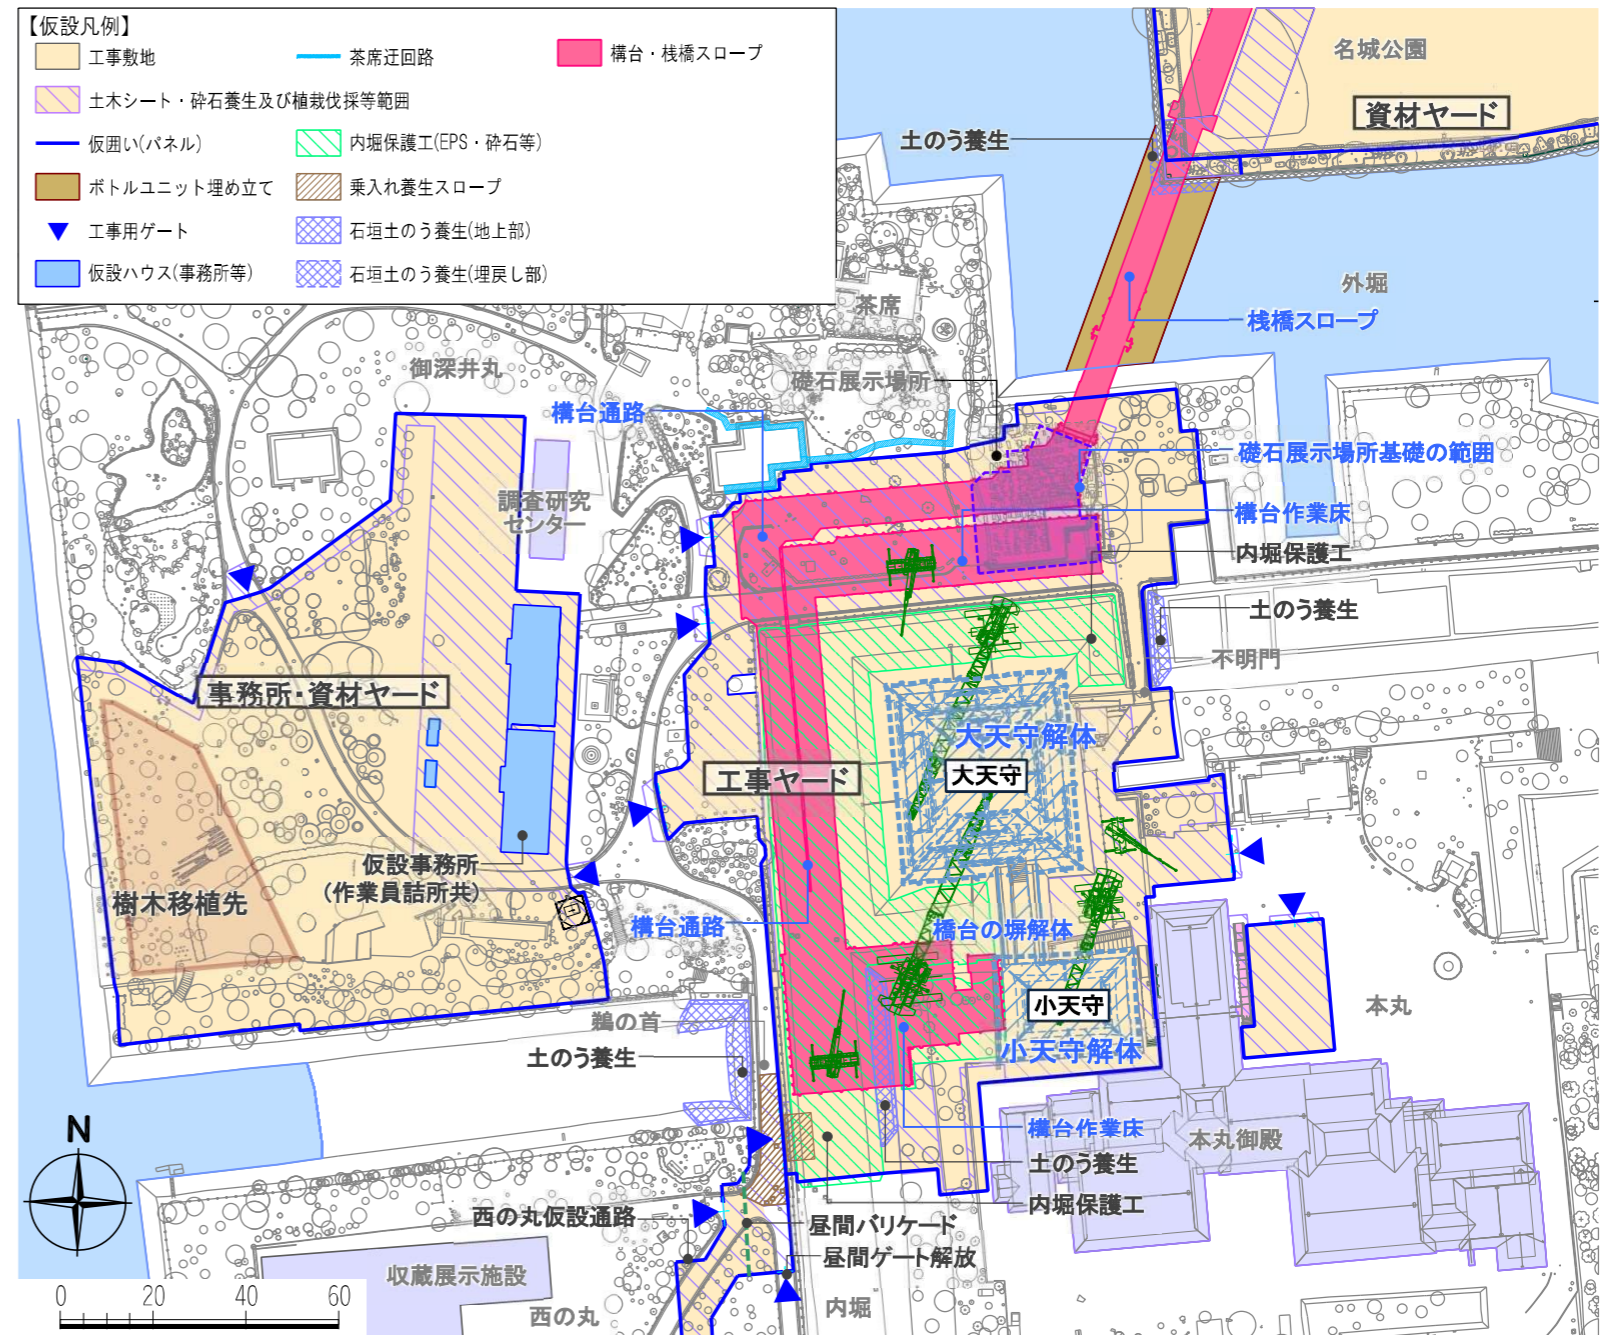 【仮設凡例】
工事敷地
茶席迂回路
構台・桟橋スロープ
土木シート・砕石養生及び植栽伐採等範囲
仮囲い(パネル)
内堀保護工(EPS・砕石等)
ボトルユニット埋め立て
乗入れ養生スロープ
工事用ゲート
石垣土のう養生(地上部)
仮設ハウス(事務所等)
石垣土のう養生(埋戻し部)
名城公園
資材ヤード
土のう養生
外堀
桟橋スロープ
茶席
御深井丸
礎石展示場所
構台通路
礎石展示場所基礎の範囲
調査研究
センター
構台作業床
内堀保護工
土のう養生
不明門
事務所・資材ヤード
大天守解体
大天守
工事ヤード
仮設事務所
(作業員詰所共)
樹木移植先
構台通路
橋台の塀解体
小天守
小天守解体
本丸
鵜の首
土のう養生
構台作業床
本丸御殿
土のう養生
内堀保護工
西の丸仮設通路
昼間バリケード
昼間ゲート解放
収蔵展示施設
西の丸
内堀
N
0 20 40 60